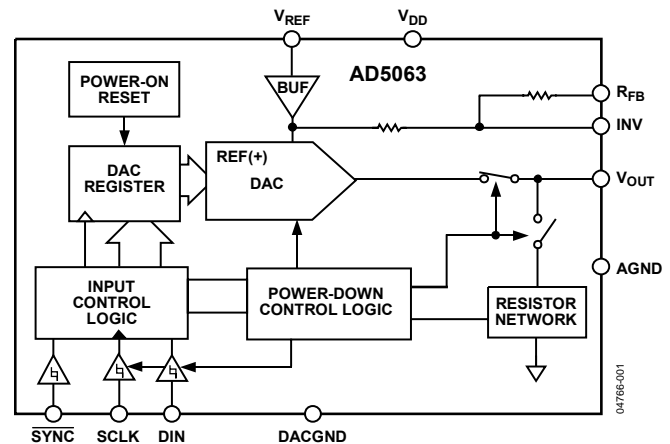 VREF
VDD
BUF
AD5063
POWER-ON
RESET
RFB
INV
DAC
REGISTER
REF(+)
DAC
VOUT
AGND
INPUT
CONTROL
LOGIC
POWER-DOWN
CONTROL LOGIC
RESISTOR
NETWORK
04766-001
SYNC
SCLK
DIN
DACGND